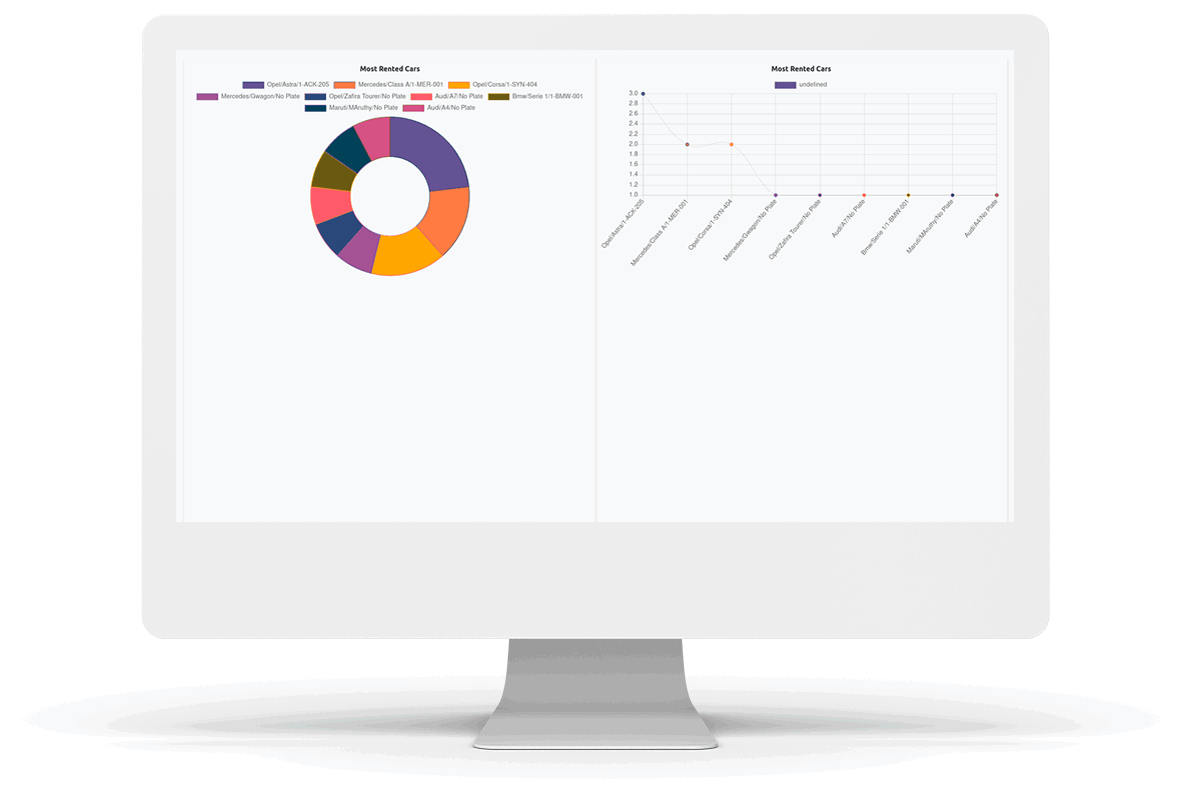 Most Rented Cars
Opel/Astra/1-ACK-205 Mercedes/Class A/1-MER-001 Opel/Corsa/1-SYN-404
Mercedes/Gwagon/No Plate Opel/Zafira Tourer/No Plate Audi/A7/No Plate Bmw/Serie 1/1-BMW-001
Maruti/MAruthy/No Plate Audi/A4/No Plate
Most Rented Cars
undefined
3.0
2.8
2.6
2.4
2.2
2.0
1.8
1.6
1.4
1.2
1.0
Opel/Astra/1-ACK-205
Mercedes/Class A/1-MER-001
Opel/Corsa/1-SYN-404
Mercedes/Gwagon/No Plate
Opel/Zafira Tourer/No Plate
Audi/A7/No Plate
Bmw/Serie 1/1-BMW-001
Maruti/MAruthy/No Plate
Audi/A4/No Plate